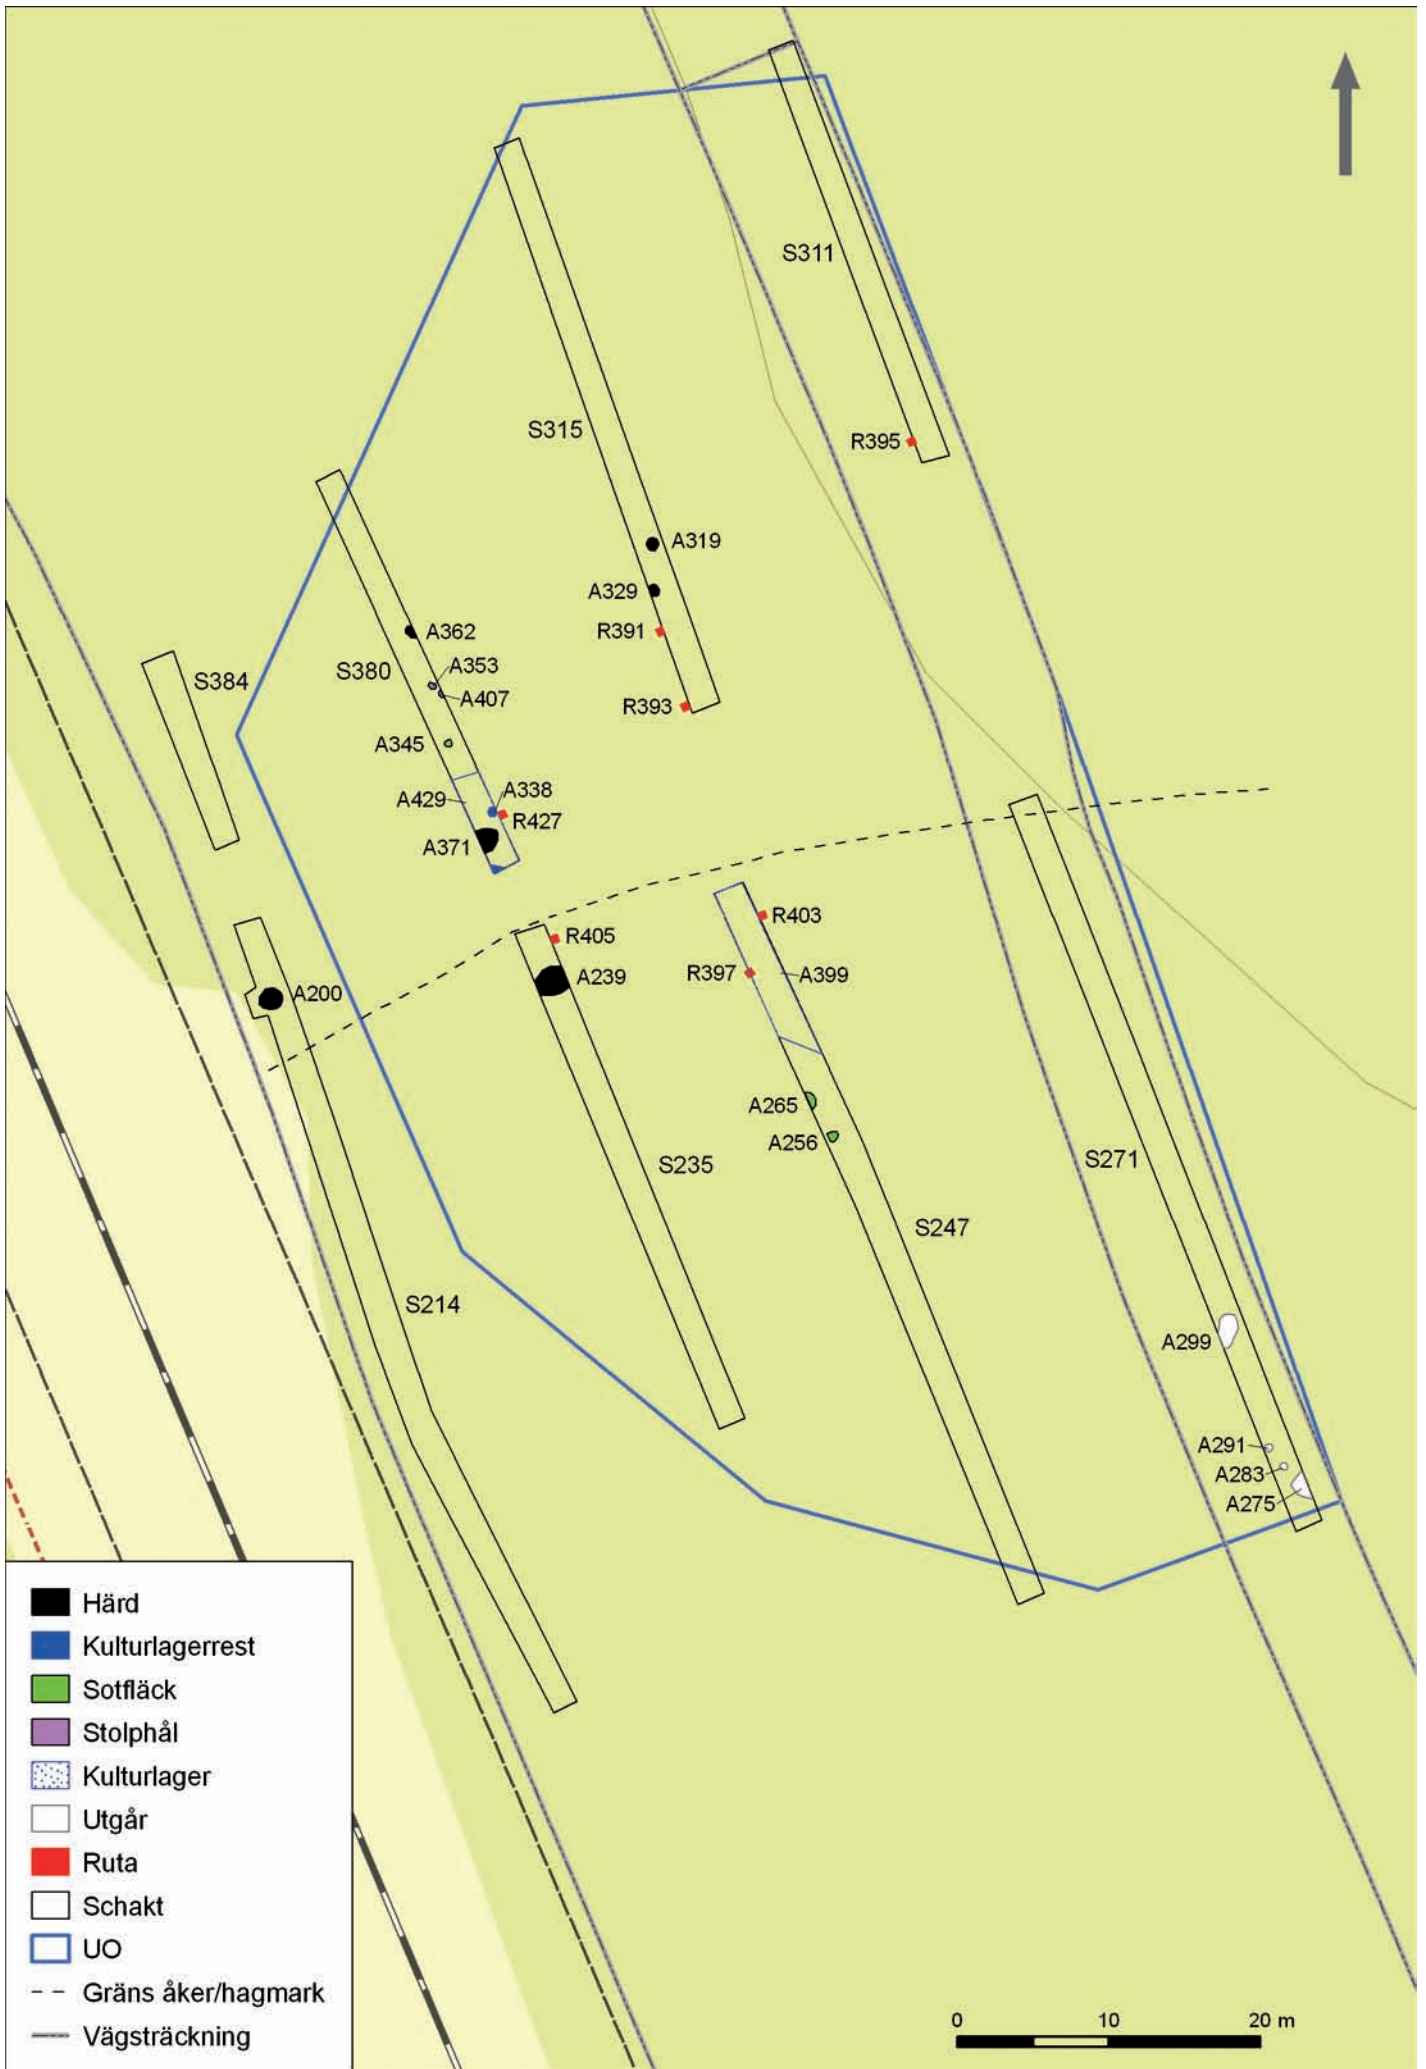 S311
S315
R395
A319
A329
R391
A362
A353
S380
S384
A407
R393
A345
A338
A429
R427
A371
R403
R405
R397
A399
A239
A200
A265
A256
S235
S271
S247
S214
A299
A291
A283
A275
Härd
Kulturlagerrest
Sotfläck
Stolphål
Kulturlager
Utgår
Ruta
Schakt
UO
Gräns åker/hagmark
Vägsträckning
0 10 20 m